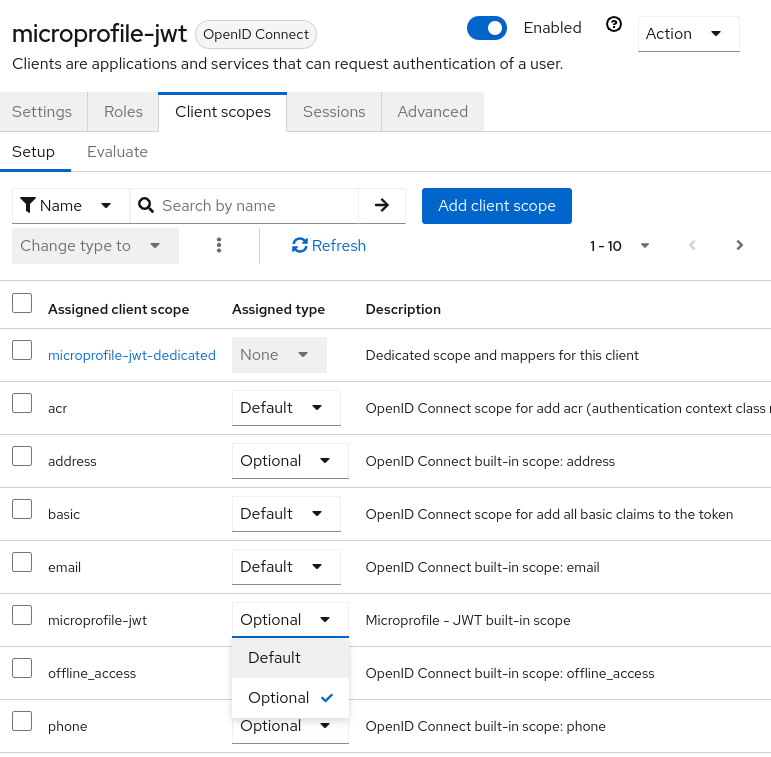 microprofile-jwt OpenID Connect Enabled Action
Clients are applications and services that can request authentication of a user.
Settings Roles Client scopes Sessions Advanced
Setup Evaluate
Name Search by name Add client scope
Change type to Refresh 1 - 10
Assigned client scope Assigned type Description
microprofile-jwt-dedicated None Dedicated scope and mappers for this client
acr Default OpenID Connect scope for add acr (authentication context class
address Optional OpenID Connect built-in scope: address
basic Default OpenID Connect scope for add all basic claims to the token
email Default OpenID Connect built-in scope: email
microprofile-jwt Optional Microprofile - JWT built-in scope
Default
offline_access OpenID Connect built-in scope: offline_access
Optional
phone Optional OpenID Connect built-in scope: phone